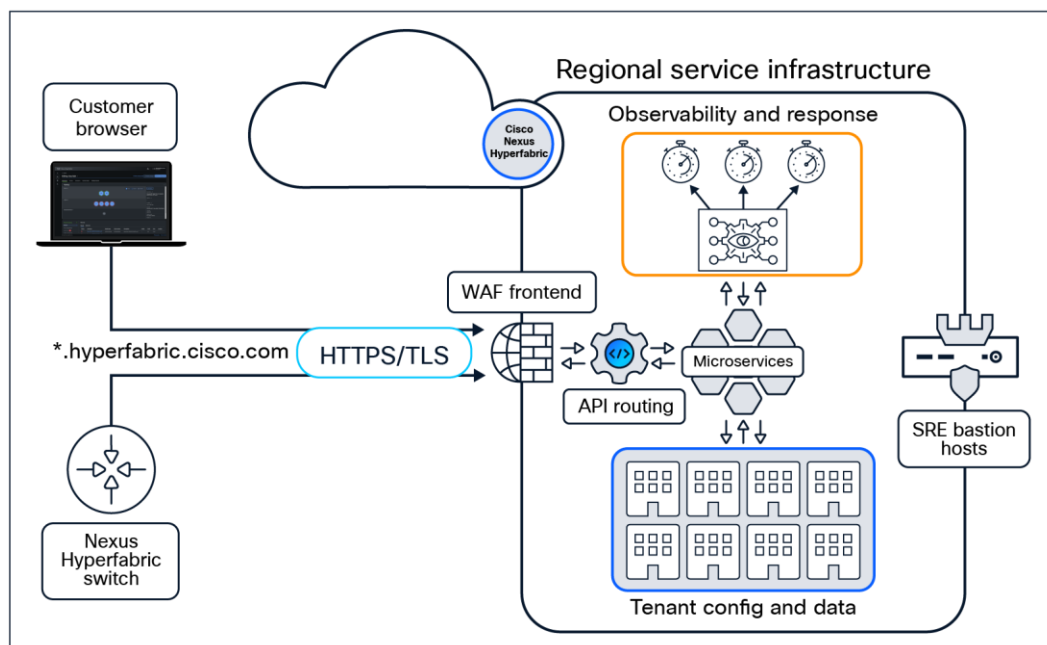 Regional service infrastructure
Customer
browser
Cisco
Nexus
Hyperfabric
Observability and response
WAF frontend
*.hyperfabric.cisco.com
HTTPS/TLS
</>
Microservices
API routing
SRE bastion
hosts
Nexus
Hyperfabric
switch
Tenant config and data